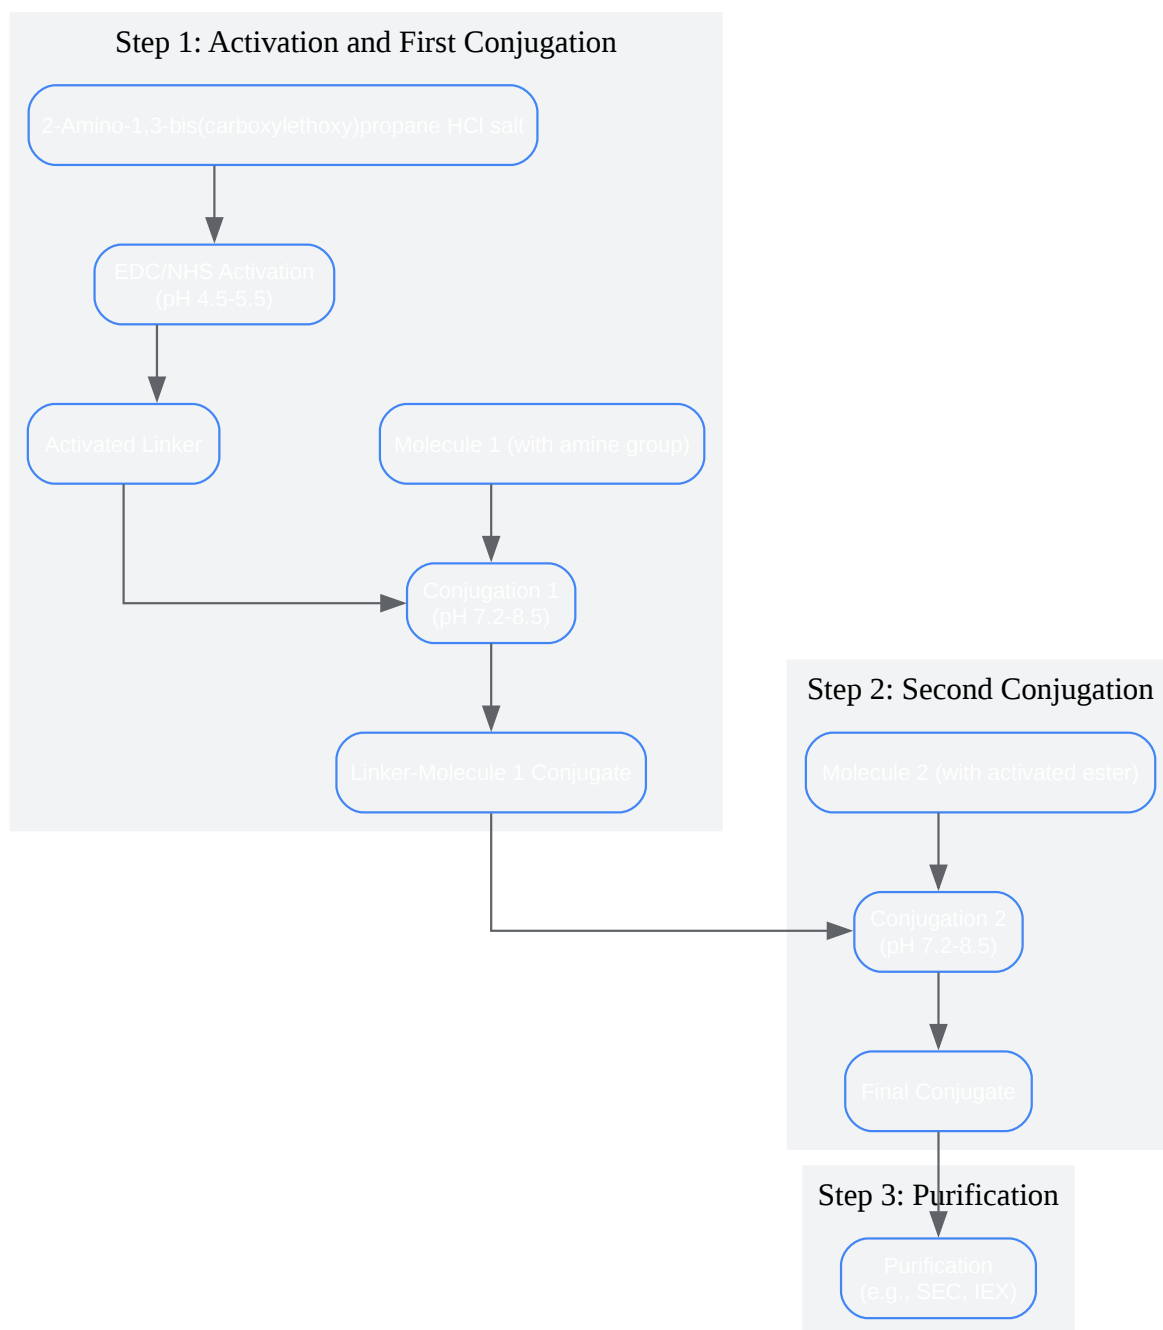 Step 1: Activation and First Conjugation
2-Amino-1,3-bis(carboxylethoxy)propane HCl salt
EDC/NHS Activation
(pH 4.5-5.5)
Activated Linker
Molecule 1 (with amine group)
Conjugation 1
(pH 7.2-8.5)
Linker-Molecule 1 Conjugate
Step 2: Second Conjugation
Molecule 2 (with activated ester)
Conjugation 2
(pH 7.2-8.5)
Final Conjugate
Step 3: Purification
Purification
(e.g., SEC, IEX)